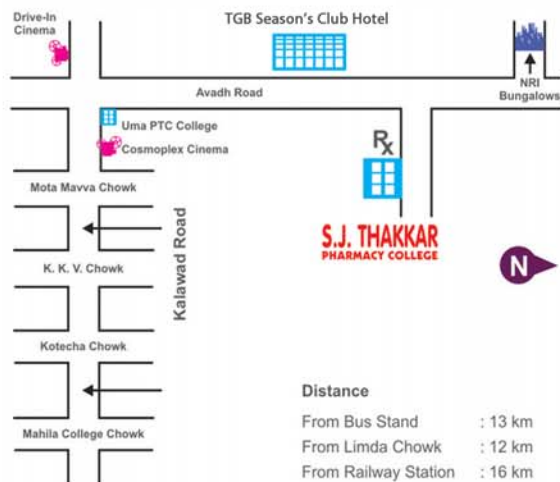 Drive-In
Cinema
TGB Season's Club Hotel
NRI
Bungalows
Avadh Road
Uma PTC College
Cosmoplex Cinema
Rx
Mota Mavva Chowk
Kalawad Road
S.J. THAKKAR
PHARMACY COLLEGE
N
K. K. V. Chowk
Kotecha Chowk
Mahila College Chowk
Distance
From Bus Stand : 13 km
From Limda Chowk : 12 km
From Railway Station : 16 km